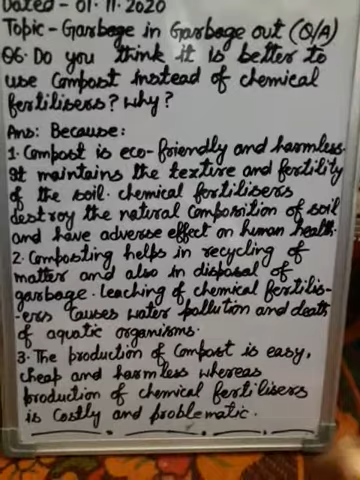 Dated - 01.11.2020
Topic - Garbage in Garbage out (Q/A)
Q6. Do you think it is better to
use Compost instead of chemical
fertilisers? Why?
Ans: Because:
1. Compost is eco-friendly and harmless.
It maintains the texture and fertility
of the soil. chemical fertilisers
destroy the natural composition of soil
and have adverse effect on human health.
2. Composting helps in recycling of
matter and also in disposal of
garbage. Leaching of chemical fertilis-
ers causes water pollution and death
of aquatic organisms.
3. The production of Compost is easy,
cheap and harmless whereas
production of chemical fertilisers
is Costly and problematic.